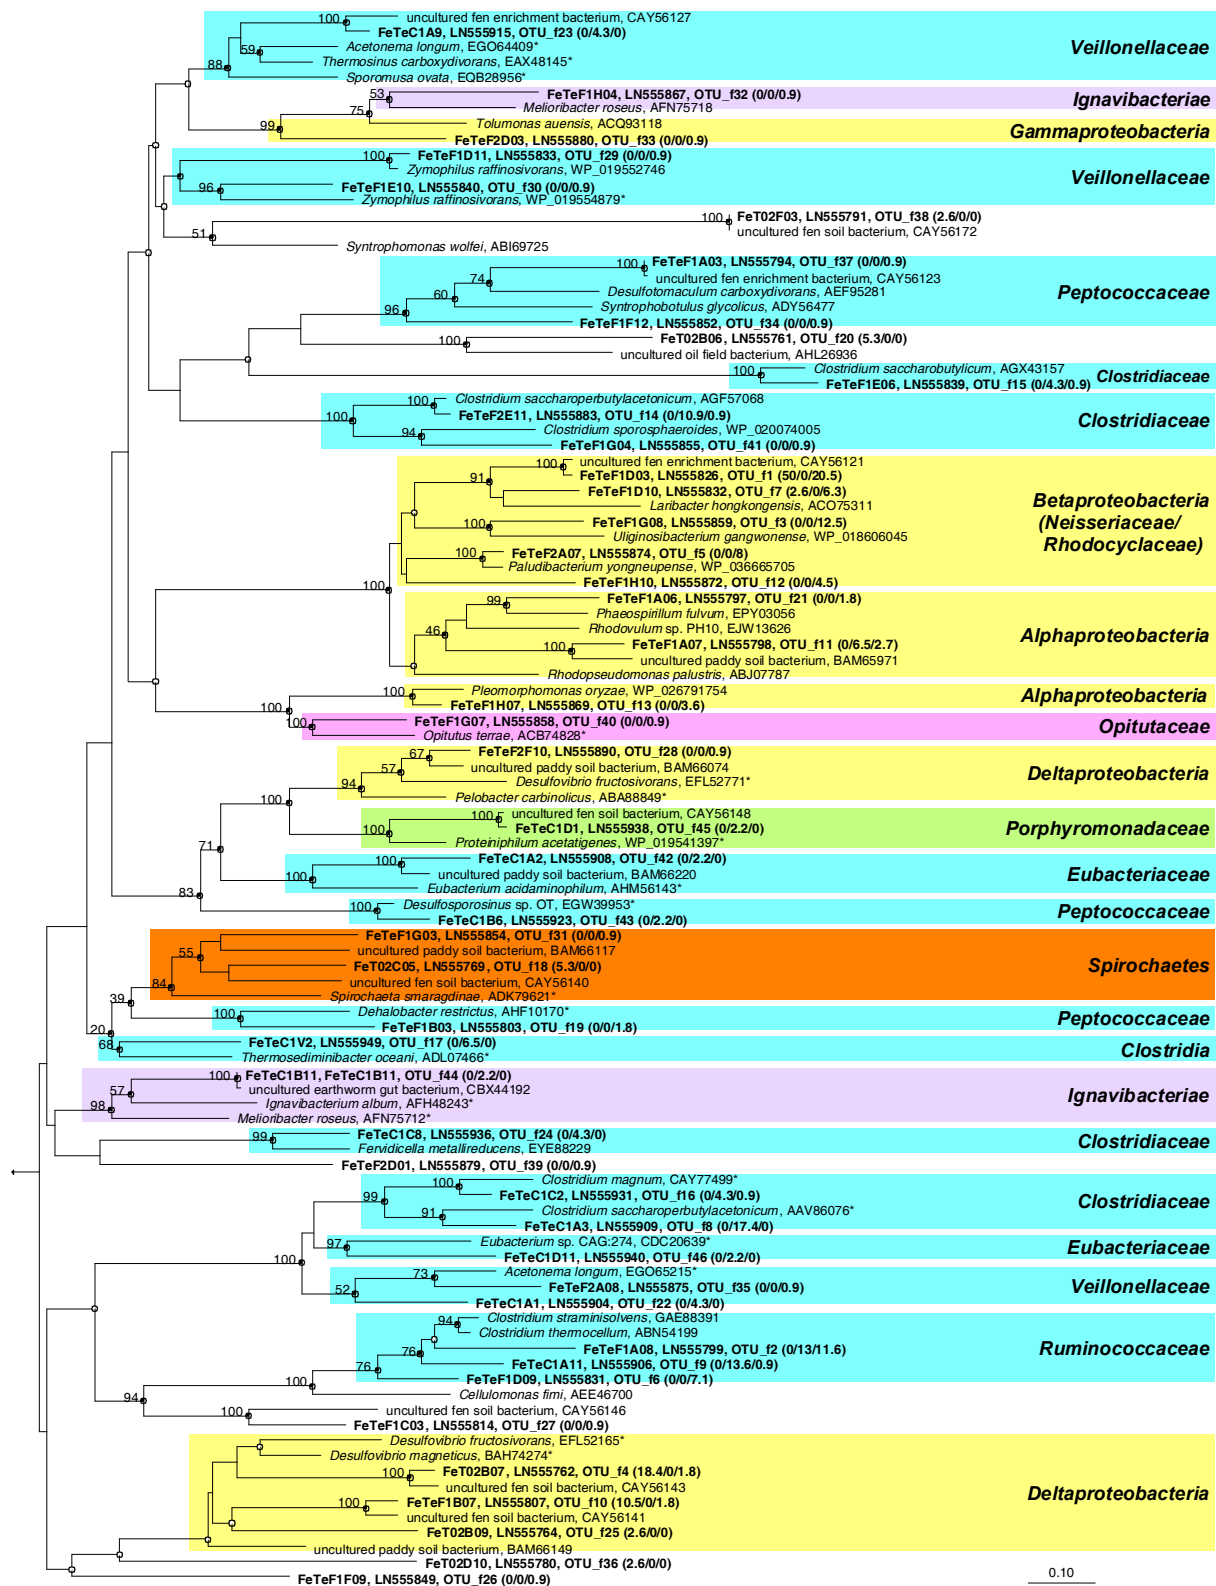 uncultured fen enrichment bacterium, CAY56127
100
FeTeC1A9, LN555915, OTU_f23 (0/4.3/0)
Veillonellaceae
59
Acetonema longum, EGO64409*
88
Thermosinus carboxydivorans, EAX48145*
Sporomusa ovata, EQB28956*
53
FeTeF1H04, LN555867, OTU_f32 (0/0/0.9)
Ignavibacteriae
75
Melioribacter roseus, AFN75718
99
Tolumonas auensis, ACQ93118
Gammaproteobacteria
FeTeF2D03, LN555880, OTU_f33 (0/0/0.9)
100
FeTeF1D11, LN555833, OTU_f29 (0/0/0.9)
Zymophilus raffinosivorans, WP_019552746
Veillonellaceae
96
FeTeF1E10, LN555840, OTU_f30 (0/0/0.9)
Zymophilus raffinosivorans, WP_019554879*
100
FeT02F03, LN555791, OTU_f38 (2.6/0/0)
uncultured fen soil bacterium, CAY56172
51
Syntrophomonas wolfei, ABI69725
100
FeTeF1A03, LN555794, OTU_f37 (0/0/0.9)
74
uncultured fen enrichment bacterium, CAY56123
60
Desulfotomaculum carboxydivorans, AEF95281
Peptococcaceae
96
Syntrophobotulus glycolicus, ADY56477
FeTeF1F12, LN555852, OTU_f34 (0/0/0.9)
100
FeT02B06, LN555761, OTU_f20 (5.3/0/0)
uncultured oil field bacterium, AHL26936
100
Clostridium saccharobutylicum, AGX43157
Clostridiaceae
FeTeF1E06, LN555839, OTU_f15 (0/4.3/0.9)
100
Clostridium saccharoperbutylacetonicum, AGF57068
100
FeTeF2E11, LN555883, OTU_f14 (0/10.9/0.9)
Clostridiaceae
94
Clostridium sporosphaeroides, WP_020074005
FeTeF1G04, LN555855, OTU_f41 (0/0/0.9)
100
uncultured fen enrichment bacterium, CAY56121
91
FeTeF1D03, LN555826, OTU_f1 (50/0/20.5)
FeTeF1D10, LN555832, OTU_f7 (2.6/0/6.3)
Betaproteobacteria
Laribacter hongkongensis, ACO75311
(Neisseriaceae/
100
FeTeF1G08, LN555859, OTU_f3 (0/0/12.5)
Rhodocyclaceae)
Uliginosibacterium gangwonense, WP_018606045
100
FeTeF2A07, LN555874, OTU_f5 (0/0/8)
Paludibacterium yongneupense, WP_036665705
100
FeTeF1H10, LN555872, OTU_f12 (0/0/4.5)
99
FeTeF1A06, LN555797, OTU_f21 (0/0/1.8)
Phaeospirillum fulvum, EPY03056
46
Rhodovulum sp. PH10, EJW13626
Alphaproteobacteria
100
FeTeF1A07, LN555798, OTU_f11 (0/6.5/2.7)
uncultured paddy soil bacterium, BAM65971
Rhodopseudomonas palustris, ABJ07787
100
Pleomorphomonas oryzae, WP_026791754
Alphaproteobacteria
100
FeTeF1H07, LN555869, OTU_f13 (0/0/3.6)
100
FeTeF1G07, LN555858, OTU_f40 (0/0/0.9)
Opitutaceae
Opitutus terrae, ACB74828*
67
FeTeF2F10, LN555890, OTU_f28 (0/0/0.9)
57
uncultured paddy soil bacterium, BAM66074
Deltaproteobacteria
94
Desulfovibrio fructosivorans, EFL52771*
100
Pelobacter carbinolicus, ABA88849*
100
uncultured fen soil bacterium, CAY56148
100
FeTeC1D1, LN555938, OTU_f45 (0/2.2/0)
Porphyromonadaceae
71
Proteiniphilum acetatigenes, WP_019541397*
100
FeTeC1A2, LN555908, OTU_f42 (0/2.2/0)
100
uncultured paddy soil bacterium, BAM66220
Eubacteriaceae
83
Eubacterium acidaminophilum, AHM56143*
100
Desulfosporosinus sp. OT, EGW39953*
Peptococcaceae
FeTeC1B6, LN555923, OTU_f43 (0/2.2/0)
FeTeF1G03, LN555854, OTU_f31 (0/0/0.9)
55
uncultured paddy soil bacterium, BAM66117
FeT02C05, LN555769, OTU_f18 (5.3/0/0)
Spirochaetes
84
uncultured fen soil bacterium, CAY56140
39
Spirochaeta smaragdinae, ADK79621*
100
Dehalobacter restrictus, AHF10170*
Peptococcaceae
20
FeTeF1B03, LN555803, OTU_f19 (0/0/1.8)
68
FeTeC1V2, LN555949, OTU_f17 (0/6.5/0)
Clostridia
Thermosediminibacter oceani, ADL07466*
100
FeTeC1B11, FeTeC1B11, OTU_f44 (0/2.2/0)
57
uncultured earthworm gut bacterium, CBX44192
Ignavibacteriae
98
Ignavibacterium album, AFH48243*
Melioribacter roseus, AFN75712*
99
FeTeC1C8, LN555936, OTU_f24 (0/4.3/0)
Clostridiaceae
Fervidicella metallireducens, EYE88229
FeTeF2D01, LN555879, OTU_f39 (0/0/0.9)
100
Clostridium magnum, CAY77499*
99
FeTeC1C2, LN555931, OTU_f16 (0/4.3/0.9)
Clostridiaceae
91
Clostridium saccharoperbutylacetonicum, AAV86076*
FeTeC1A3, LN555909, OTU_f8 (0/17.4/0)
97
Eubacterium sp. CAG:274, CDC20639*
Eubacteriaceae
100
FeTeC1D11, LN555940, OTU_f46 (0/2.2/0)
73
Acetonema longum, EGO65215*
52
FeTeF2A08, LN555875, OTU_f35 (0/0/0.9)
Veillonellaceae
FeTeC1A1, LN555904, OTU_f22 (0/4.3/0)
94
Clostridium straminisolvens, GAE88391
Clostridium thermocellum, ABN54199
76
FeTeF1A08, LN555799, OTU_f2 (0/13/11.6)
Ruminococcaceae
76
FeTeC1A11, LN555906, OTU_f9 (0/13.6/0.9)
100
FeTeF1D09, LN555831, OTU_f6 (0/0/7.1)
94
Cellulomonas fimi, AEE46700
100
uncultured fen soil bacterium, CAY56146
FeTeF1C03, LN555814, OTU_f27 (0/0/0.9)
Desulfovibrio fructosivorans, EFL52165*
Desulfovibrio magneticus, BAH74274*
100
FeT02B07, LN555762, OTU_f4 (18.4/0/1.8)
uncultured fen soil bacterium, CAY56143
Deltaproteobacteria
100
FeTeF1B07, LN555807, OTU_f10 (10.5/0/1.8)
uncultured fen soil bacterium, CAY56141
FeT02B09, LN555764, OTU_f25 (2.6/0/0)
uncultured paddy soil bacterium, BAM66149
FeT02D10, LN555780, OTU_f36 (2.6/0/0)
FeTeF1F09, LN555849, OTU_f26 (0/0/0.9)
0.10